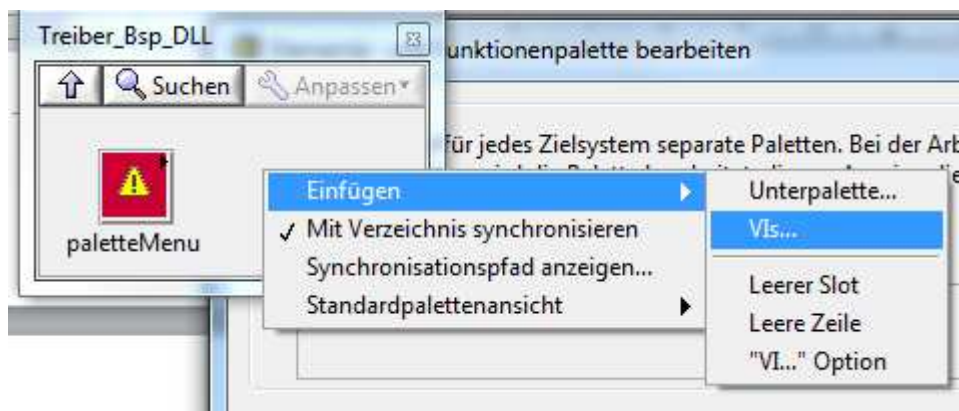 Treiber_Bsp_DLL
unktionenpalette bearbeiten
Suchen
Anpassen
für jedes Zielsystem separate Paletten. Bei der Arb
paletteMenu
Einfügen
Mit Verzeichnis synchronisieren
Synchronisationspfad anzeigen...
Standardpalettenansicht
Unterpalette...
VIs...
Leerer Slot
Leere Zeile
"VI..." Option